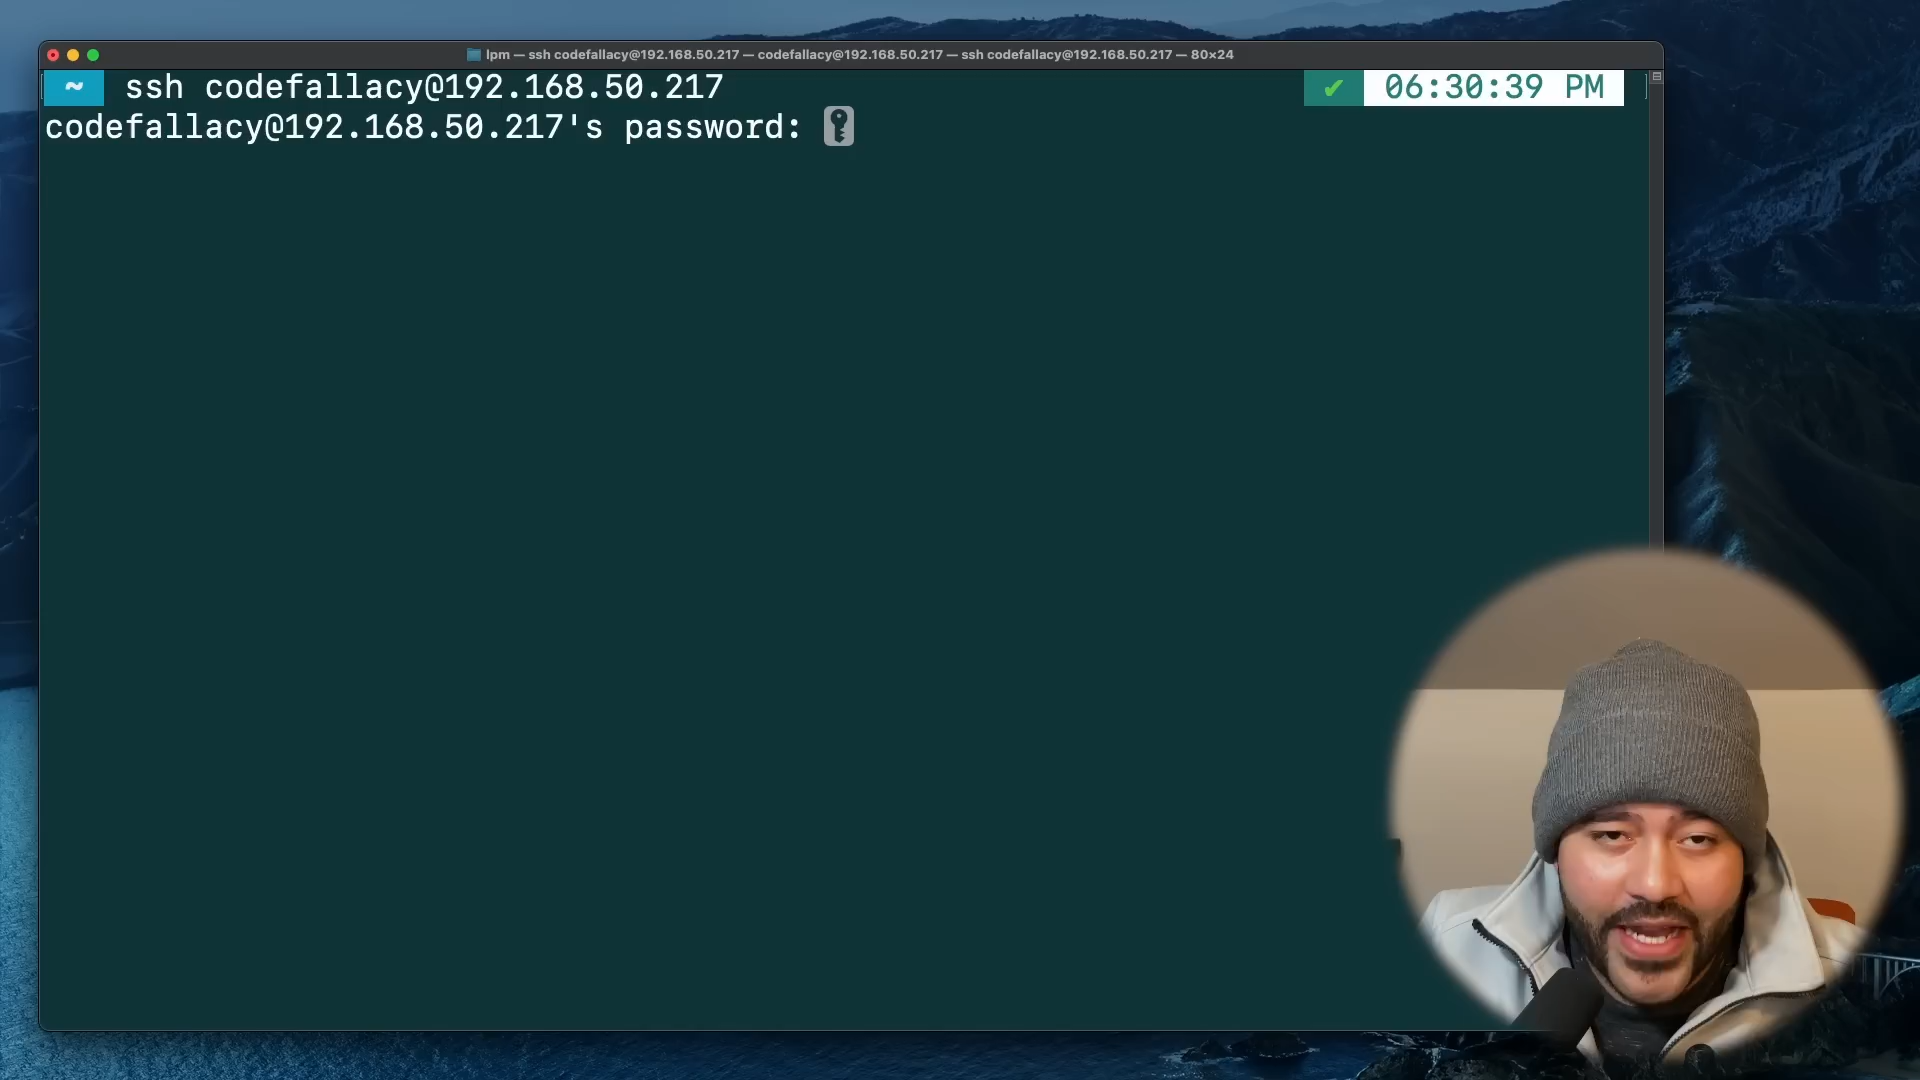 lpm — ssh codefallacy@192.168.50.217 — codefallacy@192.168.50.217 — ssh codefallacy@192.168.50.217 — 80×24
~ ssh codefallacy@192.168.50.217 ✔ 06:30:39 PM
codefallacy@192.168.50.217's password: